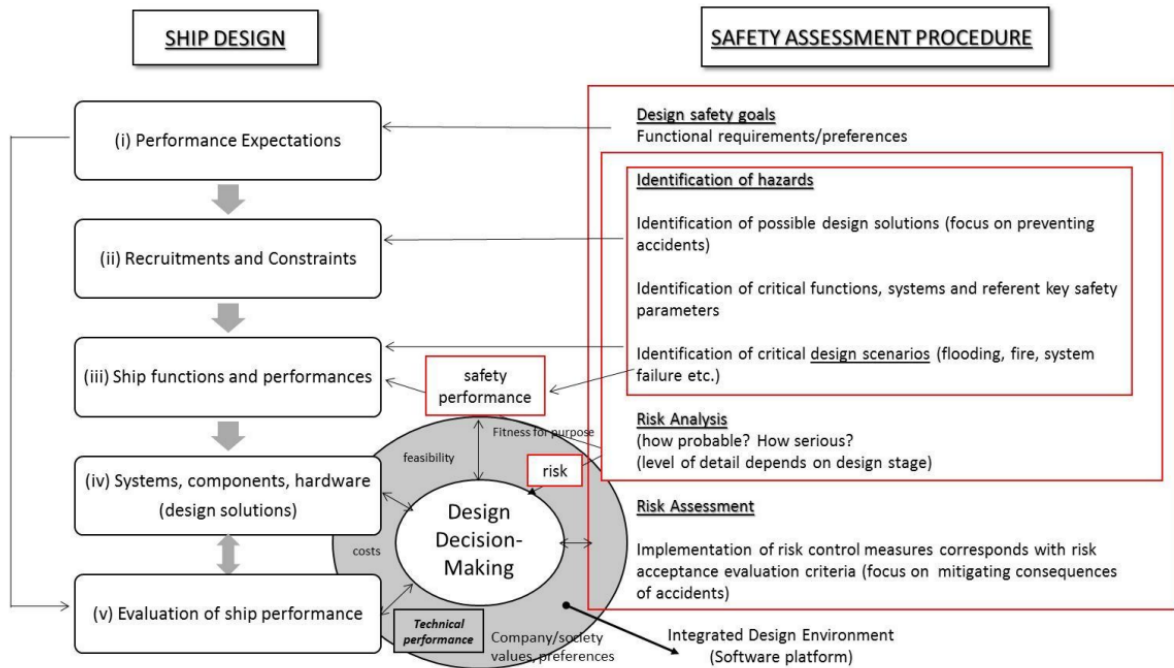 SHIP DESIGN
SAFETY ASSESSMENT PROCEDURE
(i) Performance Expectations
(ii) Recruitments and Constraints
(iii) Ship functions and performances
(iv) Systems, components, hardware
(design solutions)
(v) Evaluation of ship performance
Design safety goals
Functional requirements/preferences
Identification of hazards
Identification of possible design solutions (focus on preventing
accidents)
Identification of critical functions, systems and referent key safety
parameters
Identification of critical design scenarios (flooding, fire, system
failure etc.)
Risk Analysis
(how probable? How serious?
(level of detail depends on design stage)
Risk Assessment
Implementation of risk control measures corresponds with risk
acceptance evaluation criteria (focus on mitigating consequences
of accidents)
safety
performance
Fitness for purpose
feasibility
risk
Design
Decision-
Making
costs
Technical
performance
Company/society
values, preferences
Integrated Design Environment
(Software platform)